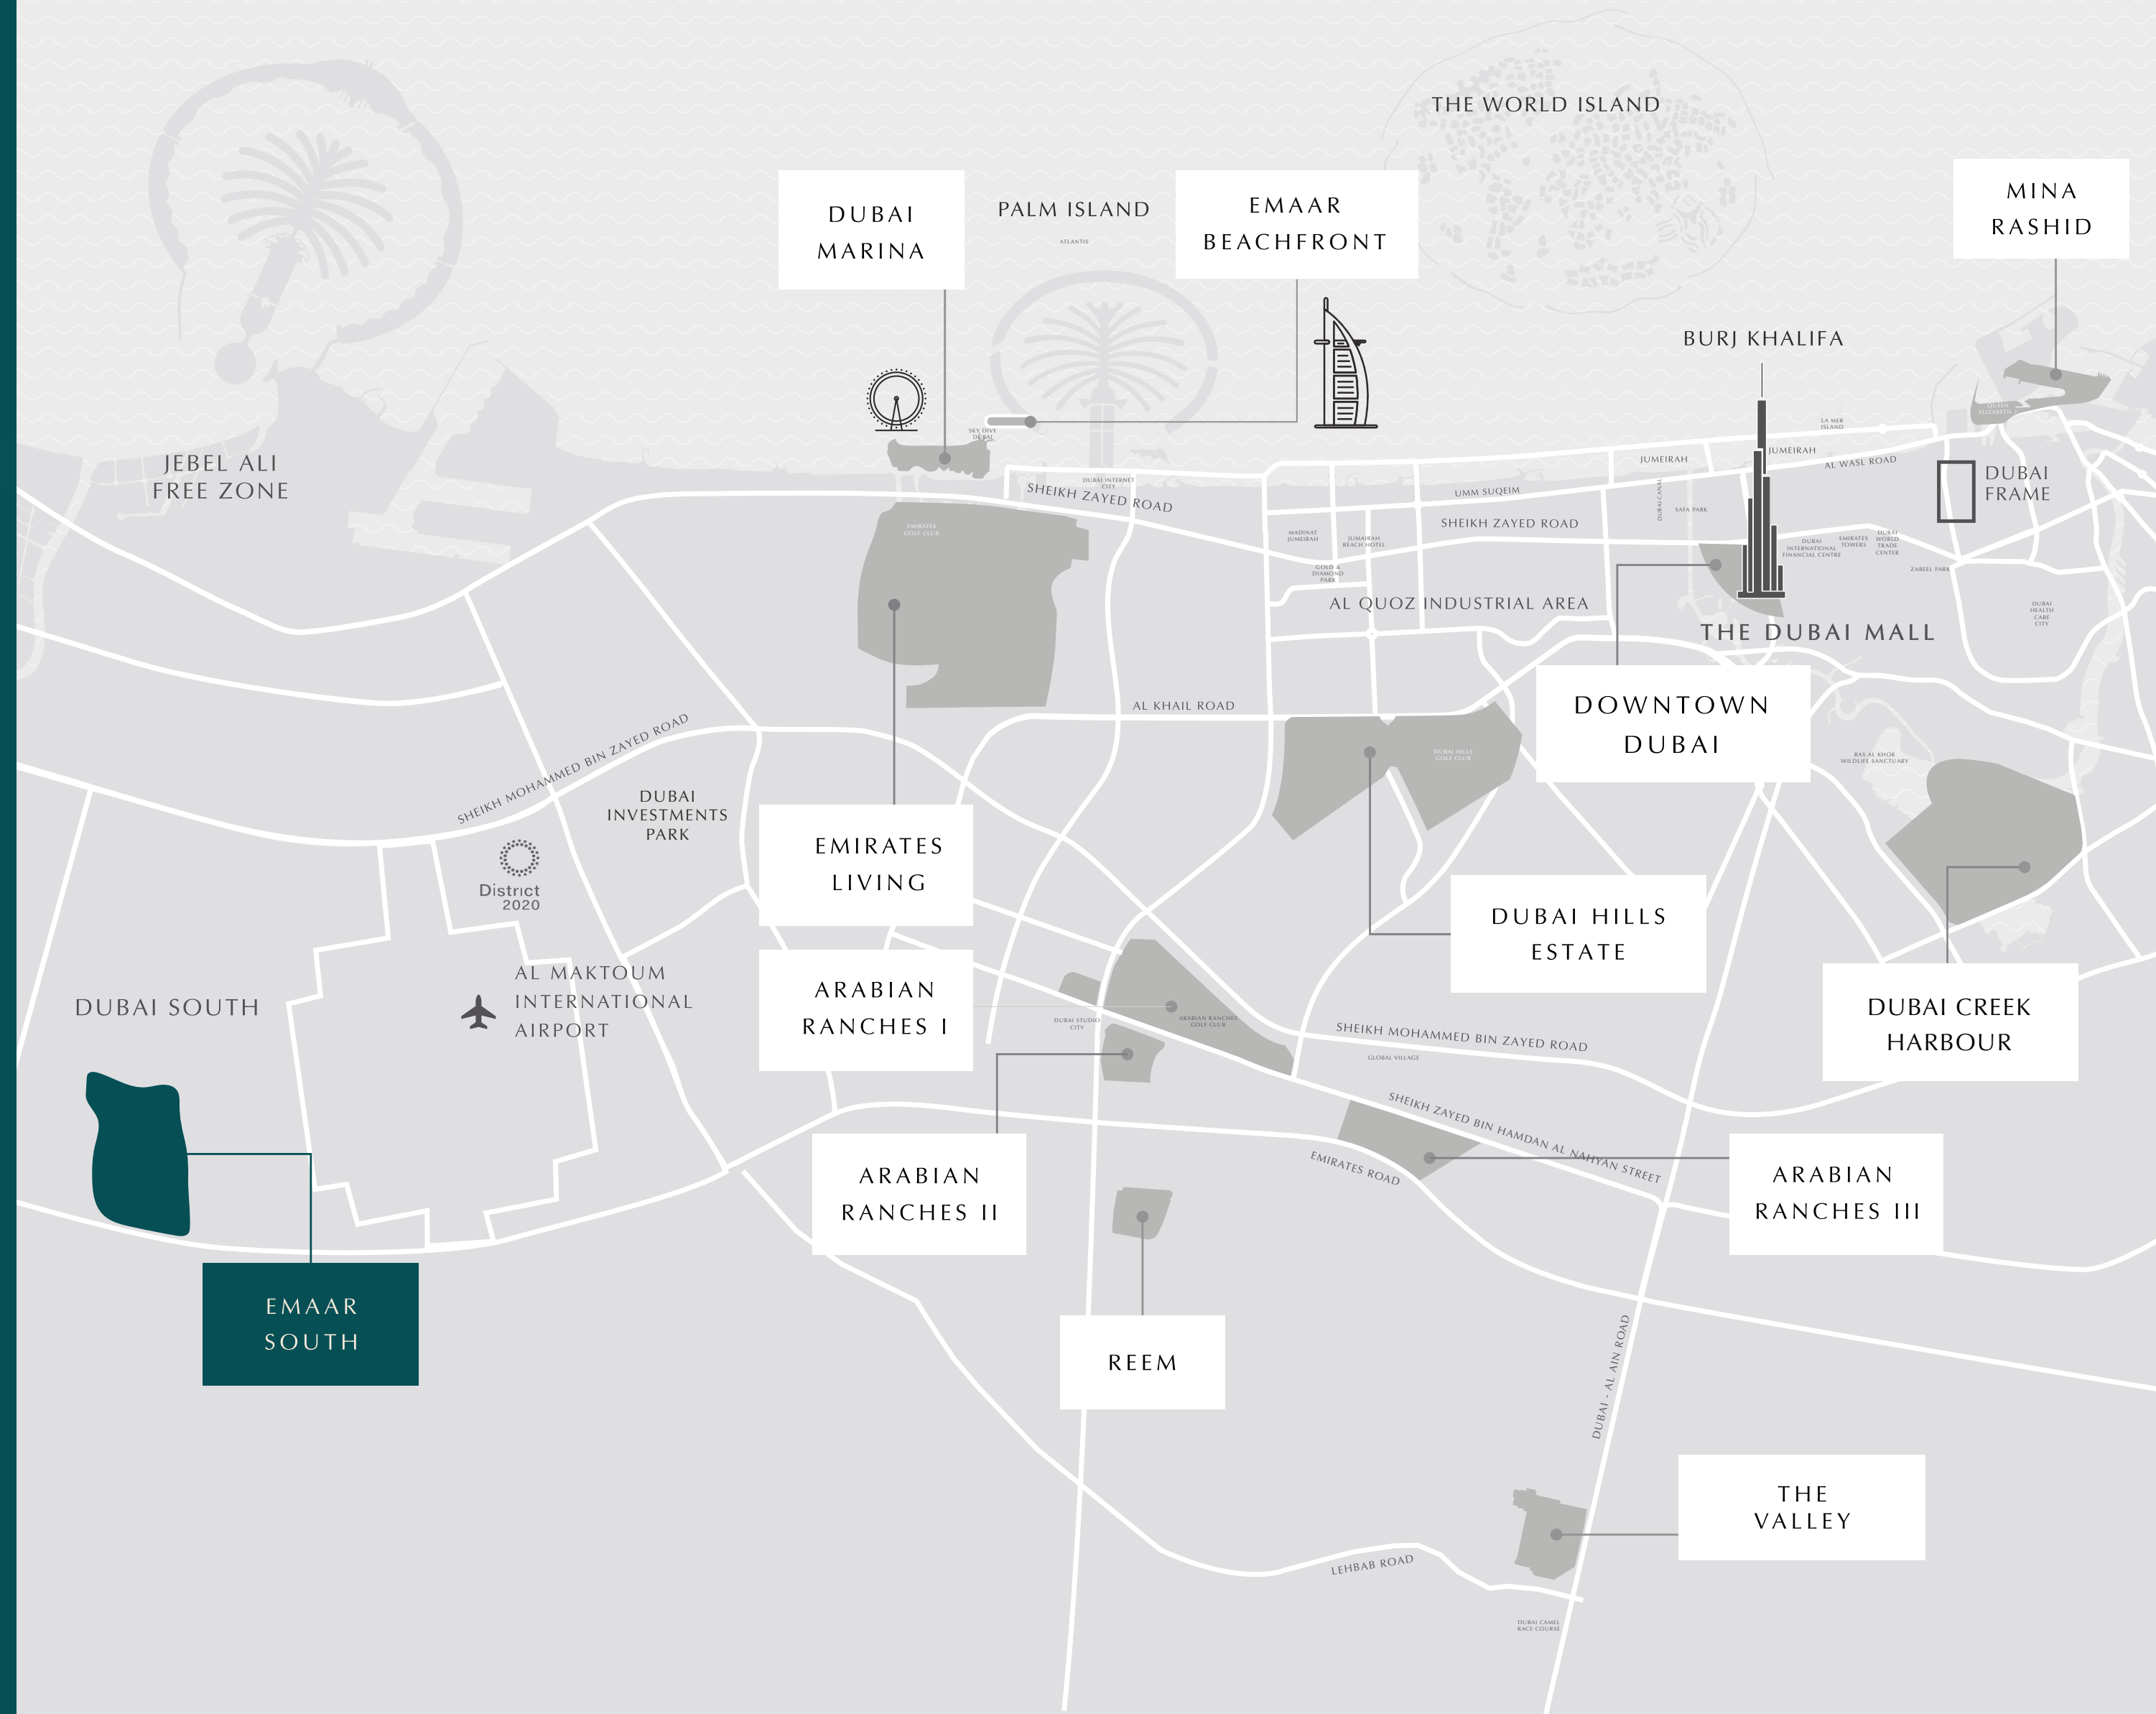 THE WORLD ISLAND
DUBAI
MARINA
PALM ISLAND
ATLANTIS
EMAAR
BEACHFRONT
MINA
RASHID
BURJ KHALIFA
QUEEN
ELIZABETH 2
LA MER
ISLAND
SKY DIVE
DUBAI
JEBEL ALI
FREE ZONE
JUMEIRAH
JUMEIRAH
AL WASL ROAD
DUBAI
FRAME
DUBAI INTERNET
CITY
SHEIKH ZAYED ROAD
UMM SUQEIM
DUBAI CANAL
SAFA PARK
SHEIKH ZAYED ROAD
EMIRATES
GOLF CLUB
MADINAT
JUMEIRAH
JUMAIRAH
BEACH HOTEL
DUBAI
INTERNATIONAL
FINANCIAL CENTRE
EMIRATES
TOWERS
DUBAI
WORLD
TRADE
CENTER
ZABEEL PARK
GOLD &
DIAMOND
PARK
AL QUOZ INDUSTRIAL AREA
DUBAI
HEALTH
CARE
CITY
THE DUBAI MALL
DOWNTOWN
DUBAI
AL KHAIL ROAD
DUBAI HILLS
GOLF CLUB
RAS AL KHOR
WILDLIFE SANCTUARY
SHEIKH MOHAMMED BIN ZAYED ROAD
DUBAI
INVESTMENTS
PARK
EMIRATES
LIVING
District
2020
DUBAI HILLS
ESTATE
AL MAKTOUM
INTERNATIONAL
AIRPORT
DUBAI SOUTH
ARABIAN
RANCHES I
DUBAI STUDIO
CITY
ARABIAN RANCHES
GOLF CLUB
DUBAI CREEK
HARBOUR
SHEIKH MOHAMMED BIN ZAYED ROAD
GLOBAL VILLAGE
SHEIKH ZAYED BIN HAMDAN AL NAHYAN STREET
EMIRATES ROAD
ARABIAN
RANCHES II
ARABIAN
RANCHES III
EMAAR
SOUTH
REEM
DUBAI - AL AIN ROAD
THE
VALLEY
LEHBAB ROAD
DUBAI CAMEL
RACE COURSE